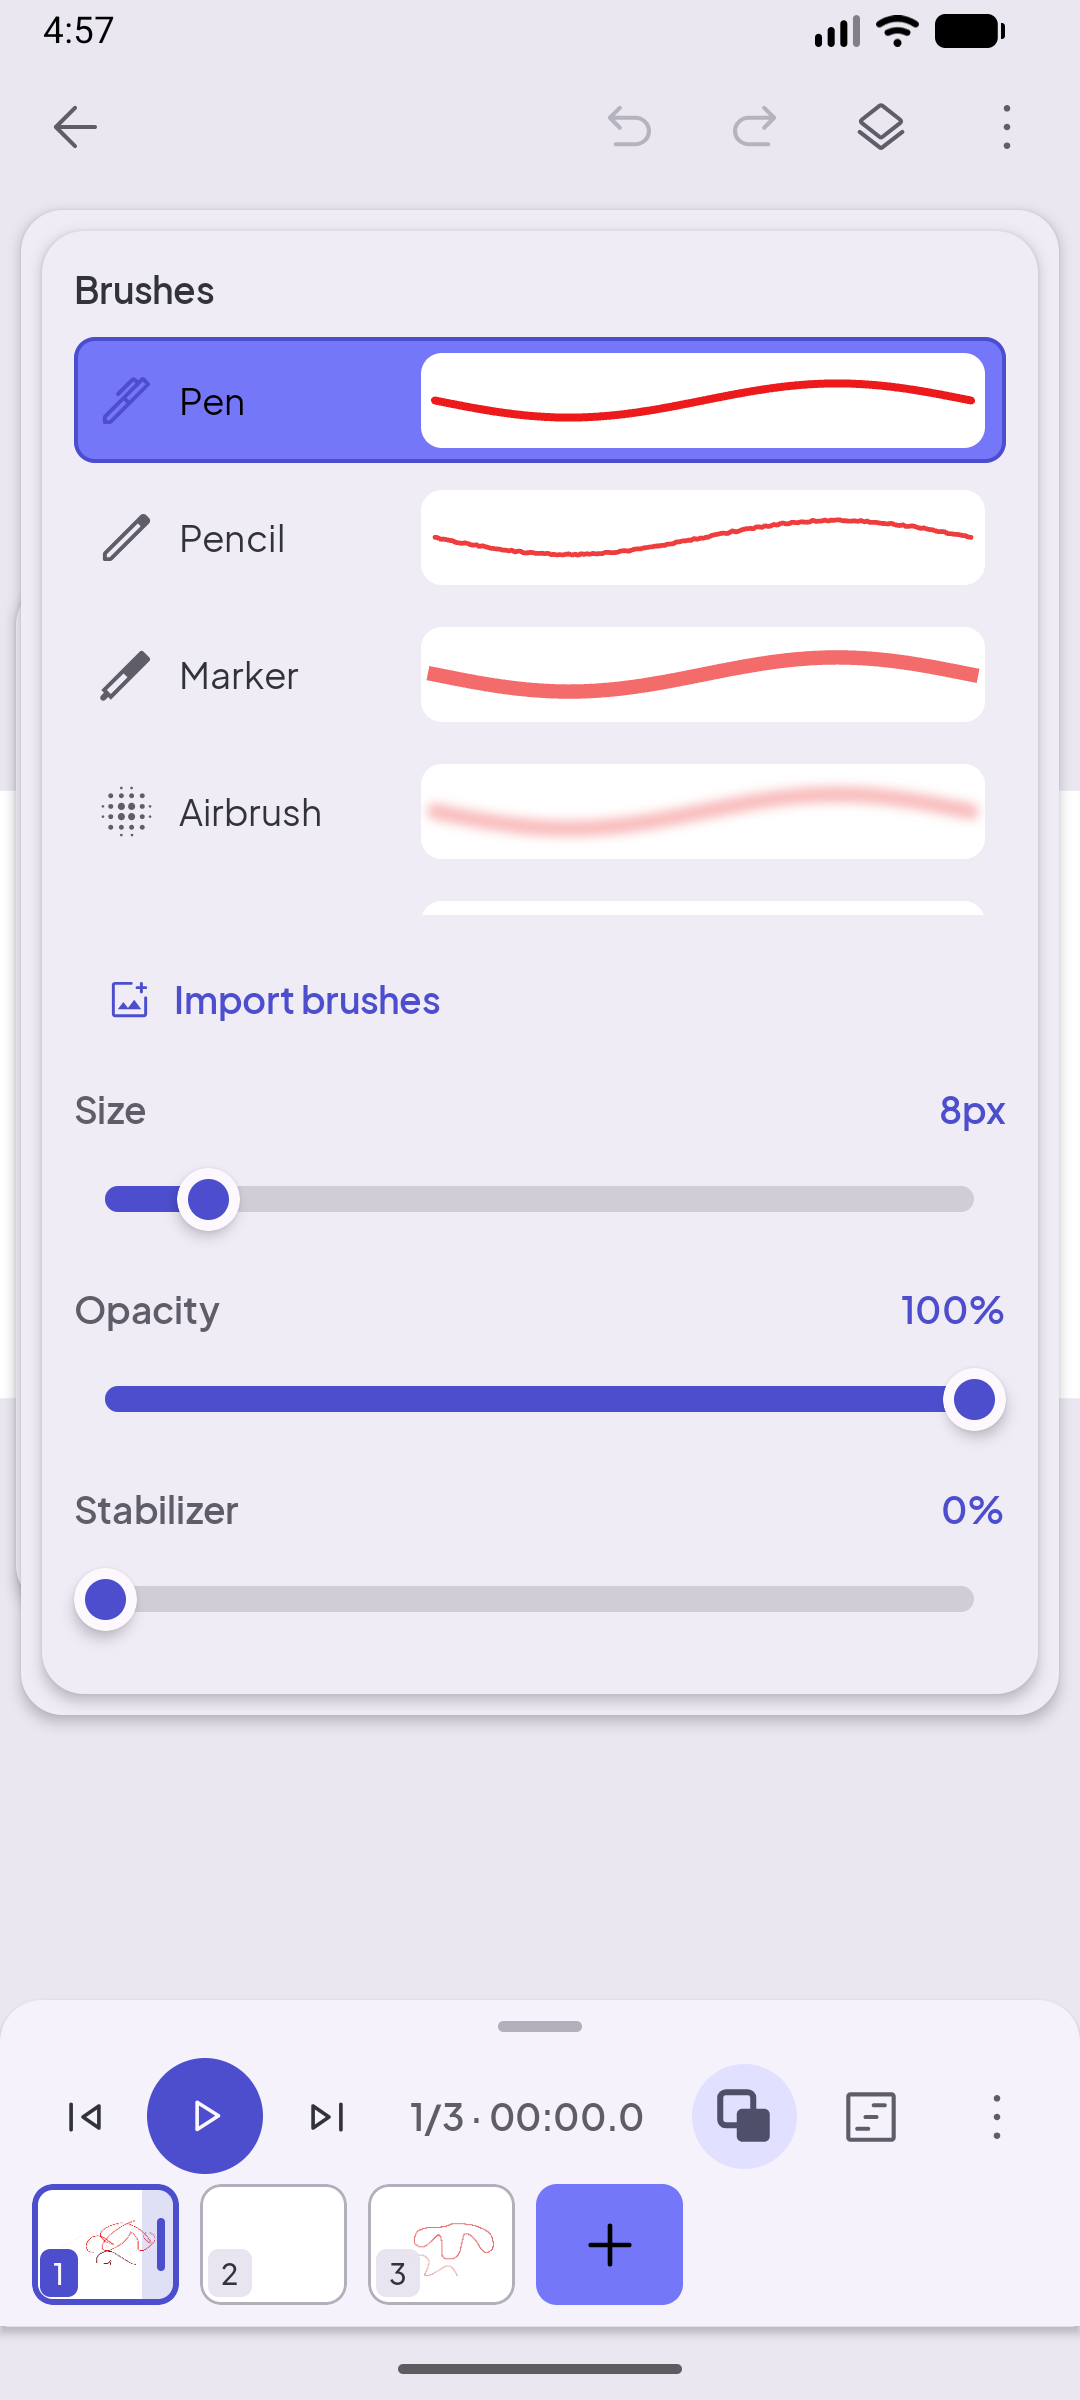 4:57
Brushes
Pen
Pencil
Marker
Airbrush
Import brushes
Size 8px
Opacity 100%
Stabilizer 0%
1/3 · 00:00.0
1 2 3